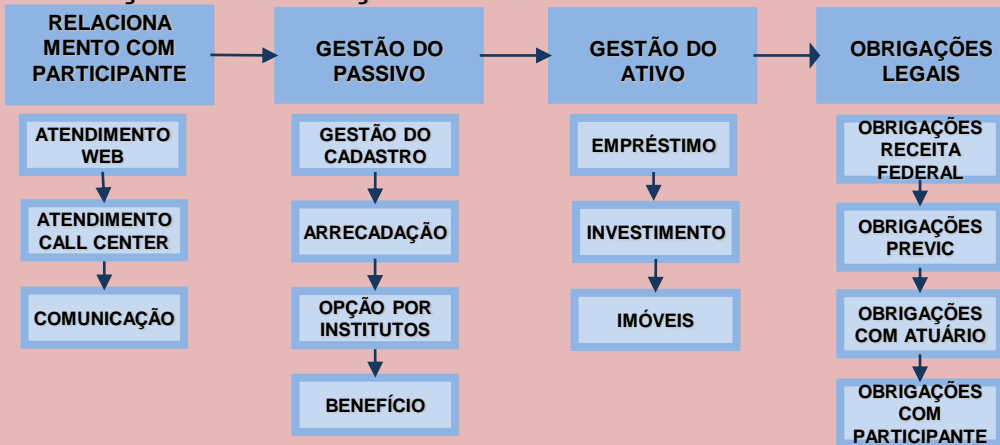 RELACIONA
MENTO COM
PARTICIPANTE
GESTÃO DO
PASSIVO
GESTÃO DO
ATIVO
OBRIGAÇÕES
LEGAIS
ATENDIMENTO
WEB
ATENDIMENTO
CALL CENTER
COMUNICAÇÃO
GESTÃO DO
CADASTRO
ARRECADAÇÃO
OPÇÃO POR
INSTITUTOS
BENEFÍCIO
EMPRÉSTIMO
INVESTIMENTO
IMÓVEIS
OBRIGAÇÕES
RECEITA
FEDERAL
OBRIGAÇÕES
PREVIC
OBRIGAÇÕES
COM ATUÁRIO
OBRIGAÇÕES
COM
PARTICIPANTE